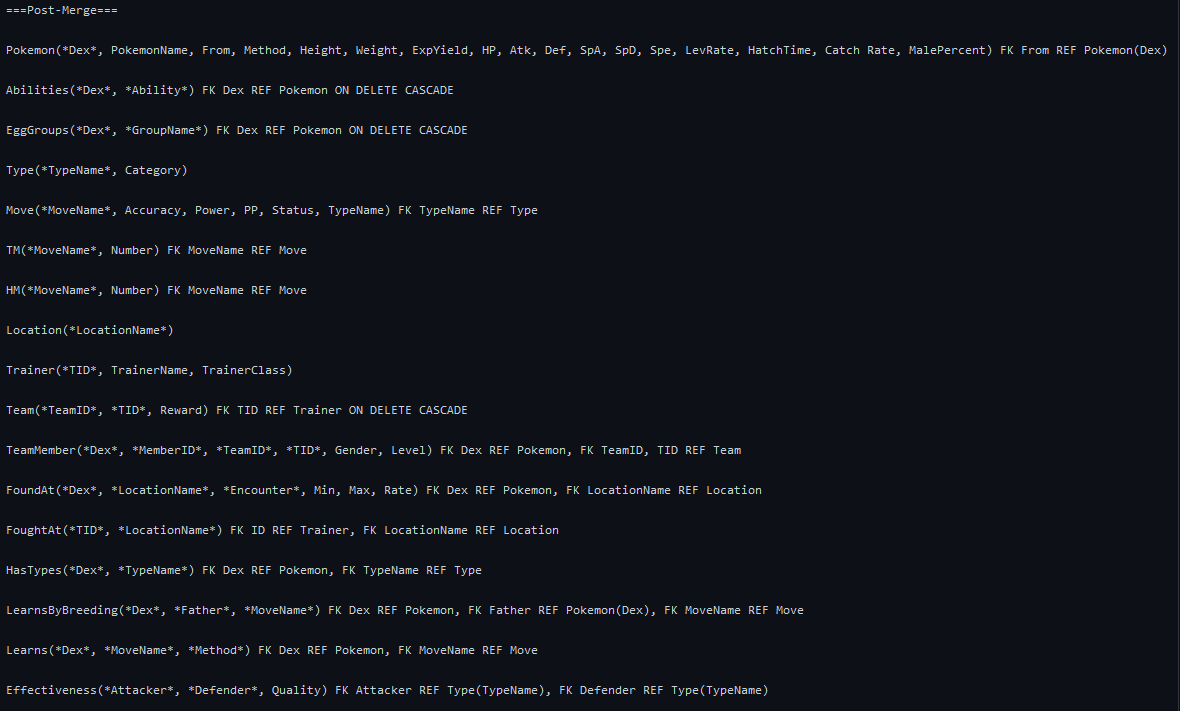 ===Post-Merge===
Pokemon(*Dex*, PokemonName, From, Method, Height, Weight, ExpYield, HP, Atk, Def, SpA, SpD, Spe, LevRate, HatchTime, Catch Rate, MalePercent) FK From REF Pokemon(Dex)
Abilities(*Dex*, *Ability*) FK Dex REF Pokemon ON DELETE CASCADE
EggGroups(*Dex*, *GroupName*) FK Dex REF Pokemon ON DELETE CASCADE
Type(*TypeName*, Category)
Move(*MoveName*, Accuracy, Power, PP, Status, TypeName) FK TypeName REF Type
TM(*MoveName*, Number) FK MoveName REF Move
HM(*MoveName*, Number) FK MoveName REF Move
Location(*LocationName*)
Trainer(*TID*, TrainerName, TrainerClass)
Team(*TeamID*, *TID*, Reward) FK TID REF Trainer ON DELETE CASCADE
TeamMember(*Dex*, *MemberID*, *TeamID*, *TID*, Gender, Level) FK Dex REF Pokemon, FK TeamID, TID REF Team
FoundAt(*Dex*, *LocationName*, *Encounter*, Min, Max, Rate) FK Dex REF Pokemon, FK LocationName REF Location
FoughtAt(*TID*, *LocationName*) FK ID REF Trainer, FK LocationName REF Location
HasTypes(*Dex*, *TypeName*) FK Dex REF Pokemon, FK TypeName REF Type
LearnsByBreeding(*Dex*, *Father*, *MoveName*) FK Dex REF Pokemon, FK Father REF Pokemon(Dex), FK MoveName REF Move
Learns(*Dex*, *MoveName*, *Method*) FK Dex REF Pokemon, FK MoveName REF Move
Effectiveness(*Attacker*, *Defender*, Quality) FK Attacker REF Type(TypeName), FK Defender REF Type(TypeName)